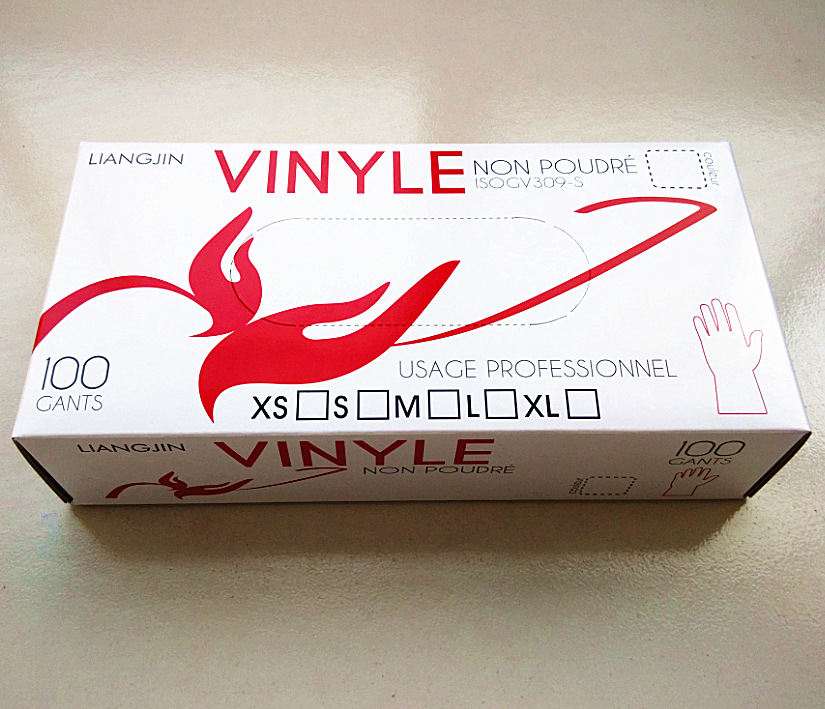 LIANGJIN
VINYLE
NON POUDRÉ
ISOGV309-S
couleur
100
GANTS
USAGE PROFESSIONNEL
XS S M L XL
LIANGJIN
VINYLE
NON POUDRÉ
couleur
100
GANTS